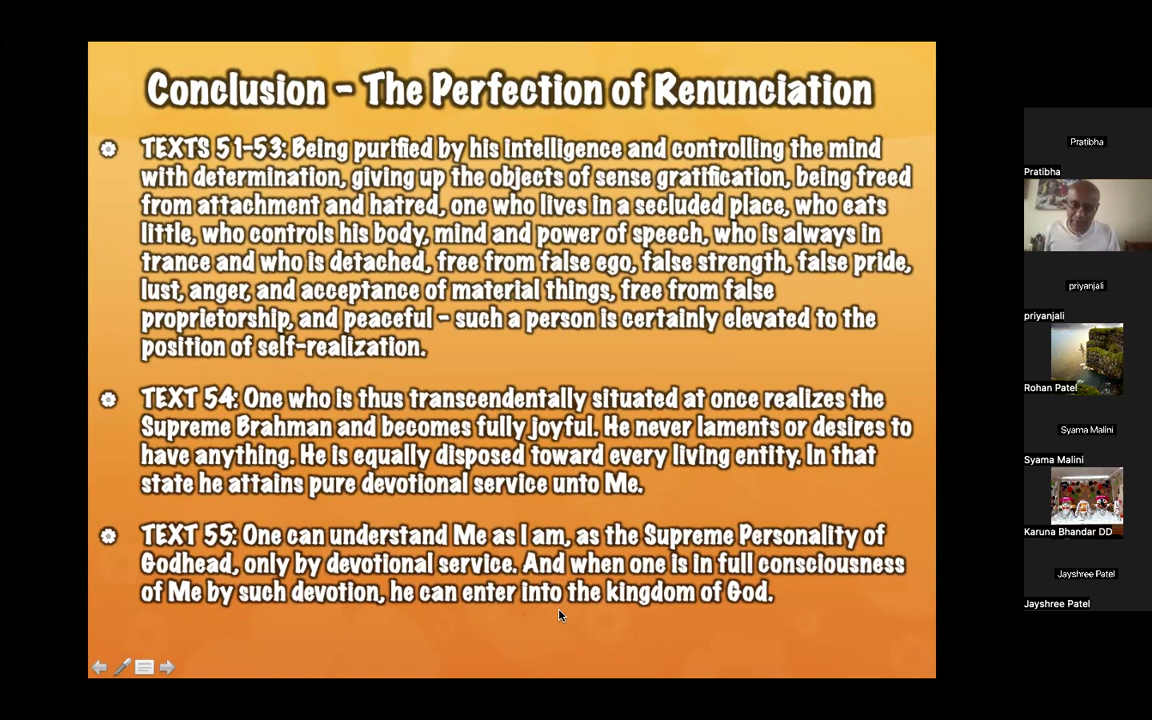 Conclusion - The Perfection of Renunciation
TEXTS 51-53: Being purified by his intelligence and controlling the mind
with determination, giving up the objects of sense gratification, being freed
from attachment and hatred, one who lives in a secluded place, who eats
little, who controls his body, mind and power of speech, who is always in
trance and who is detached, free from false ego, false strength, false pride,
lust, anger, and acceptance of material things, free from false
proprietorship, and peaceful - such a person is certainly elevated to the
position of self-realization.
TEXT 54: One who is thus transcendentally situated at once realizes the
Supreme Brahman and becomes fully joyful. He never laments or desires to
have anything. He is equally disposed toward every living entity. In that
state he attains pure devotional service unto Me.
TEXT 55: One can understand Me as I am, as the Supreme Personality of
Godhead, only by devotional service. And when one is in full consciousness
of Me by such devotion, he can enter into the kingdom of God.
Pratibha
Pratibha
priyanjali
priyanjali
Rohan Patel
Syama Malini
Syama Malini
Karuna Bhandar DD
Jayshree Patel
Jayshree Patel